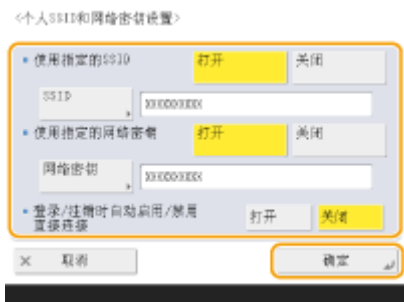 <个人SSID和网络密钥设置>
• 使用指定的SSID 打开 关闭
SSID XXXXXXXXXX
• 使用指定的网络密钥 打开 关闭
网络密钥 XXXXXXXXXX
• 登录/注销时自动启用/禁用
直接连接 打开 关闭
× 取消 确定